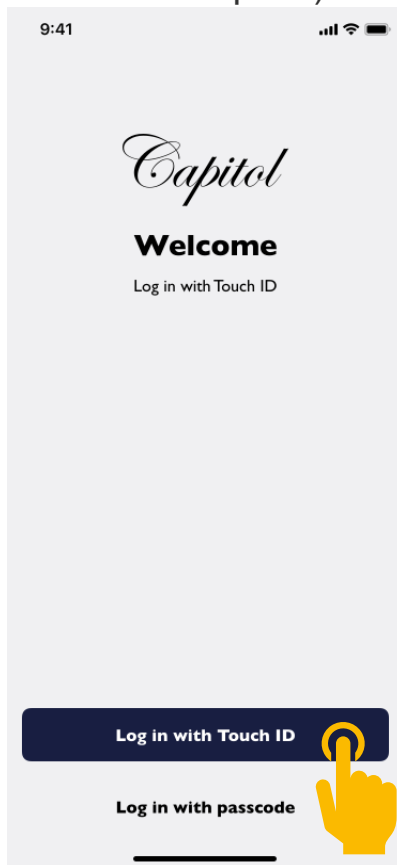 9:41
Capitol
Welcome
Log in with Touch ID
Log in with Touch ID
Log in with passcode